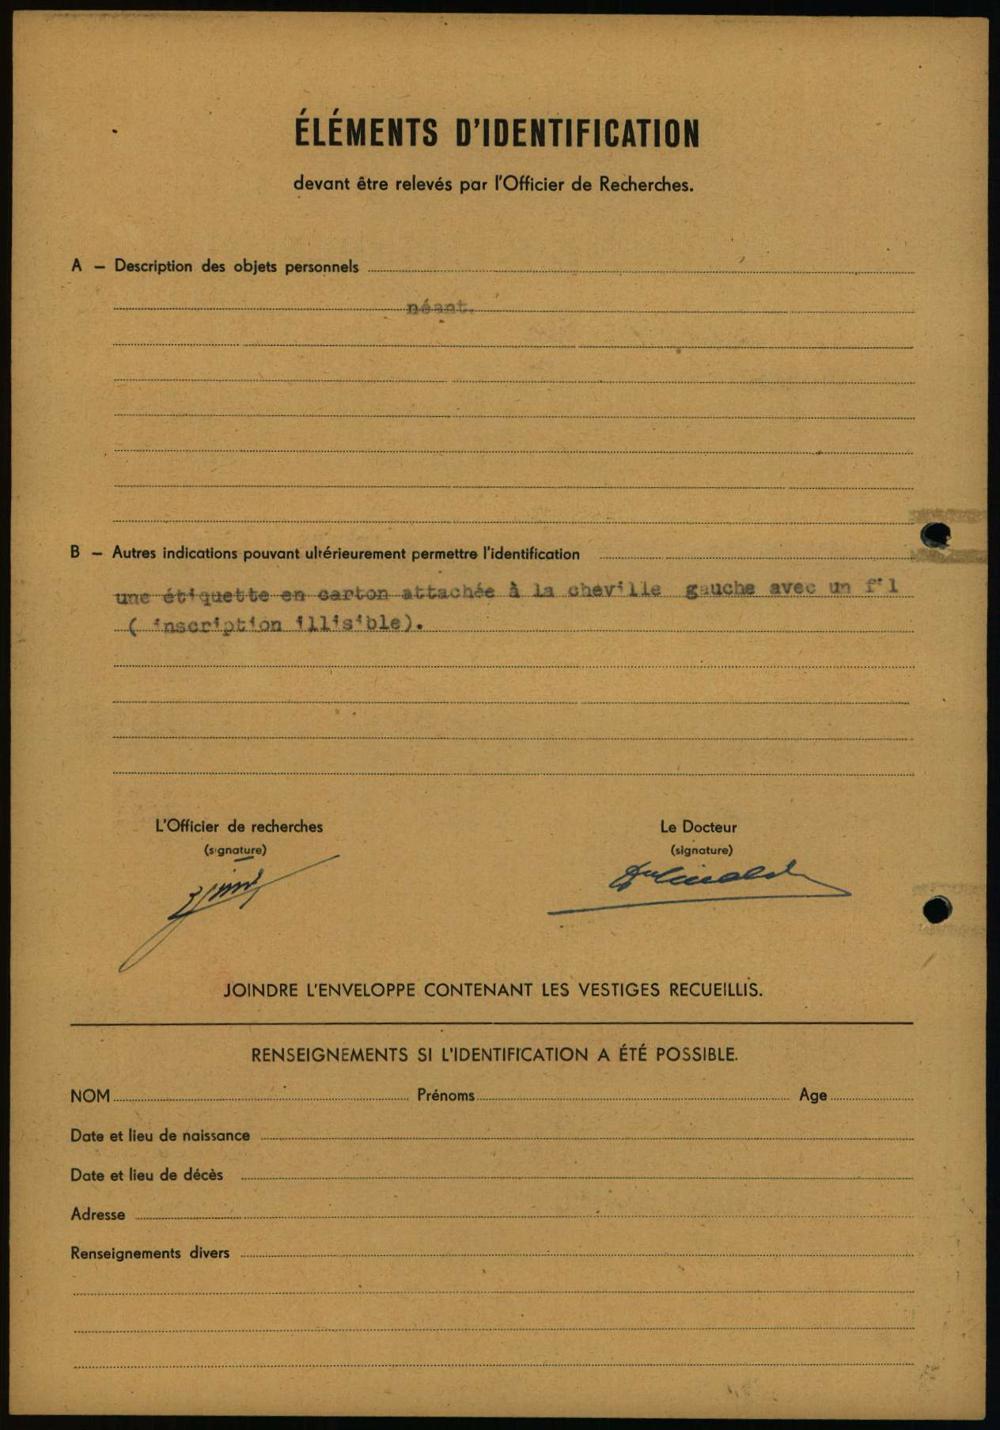 ÉLÉMENTS D'IDENTIFICATION
devant être relevés par l'Officier de Recherches.
A – Description des objets personnels
néant.
B – Autres indications pouvant ultérieurement permettre l'identification
une étiquette en carton attachée à la cheville gauche avec un fil
( inscription illisible).
L'Officier de recherches
Le Docteur
(signature)
(signature)
JOINDRE L'ENVELOPPE CONTENANT LES VESTIGES RECUEILLIS.
RENSEIGNEMENTS SI L'IDENTIFICATION A ÉTÉ POSSIBLE.
NOM Prénoms Age
Date et lieu de naissance
Date et lieu de décès
Adresse
Renseignements divers